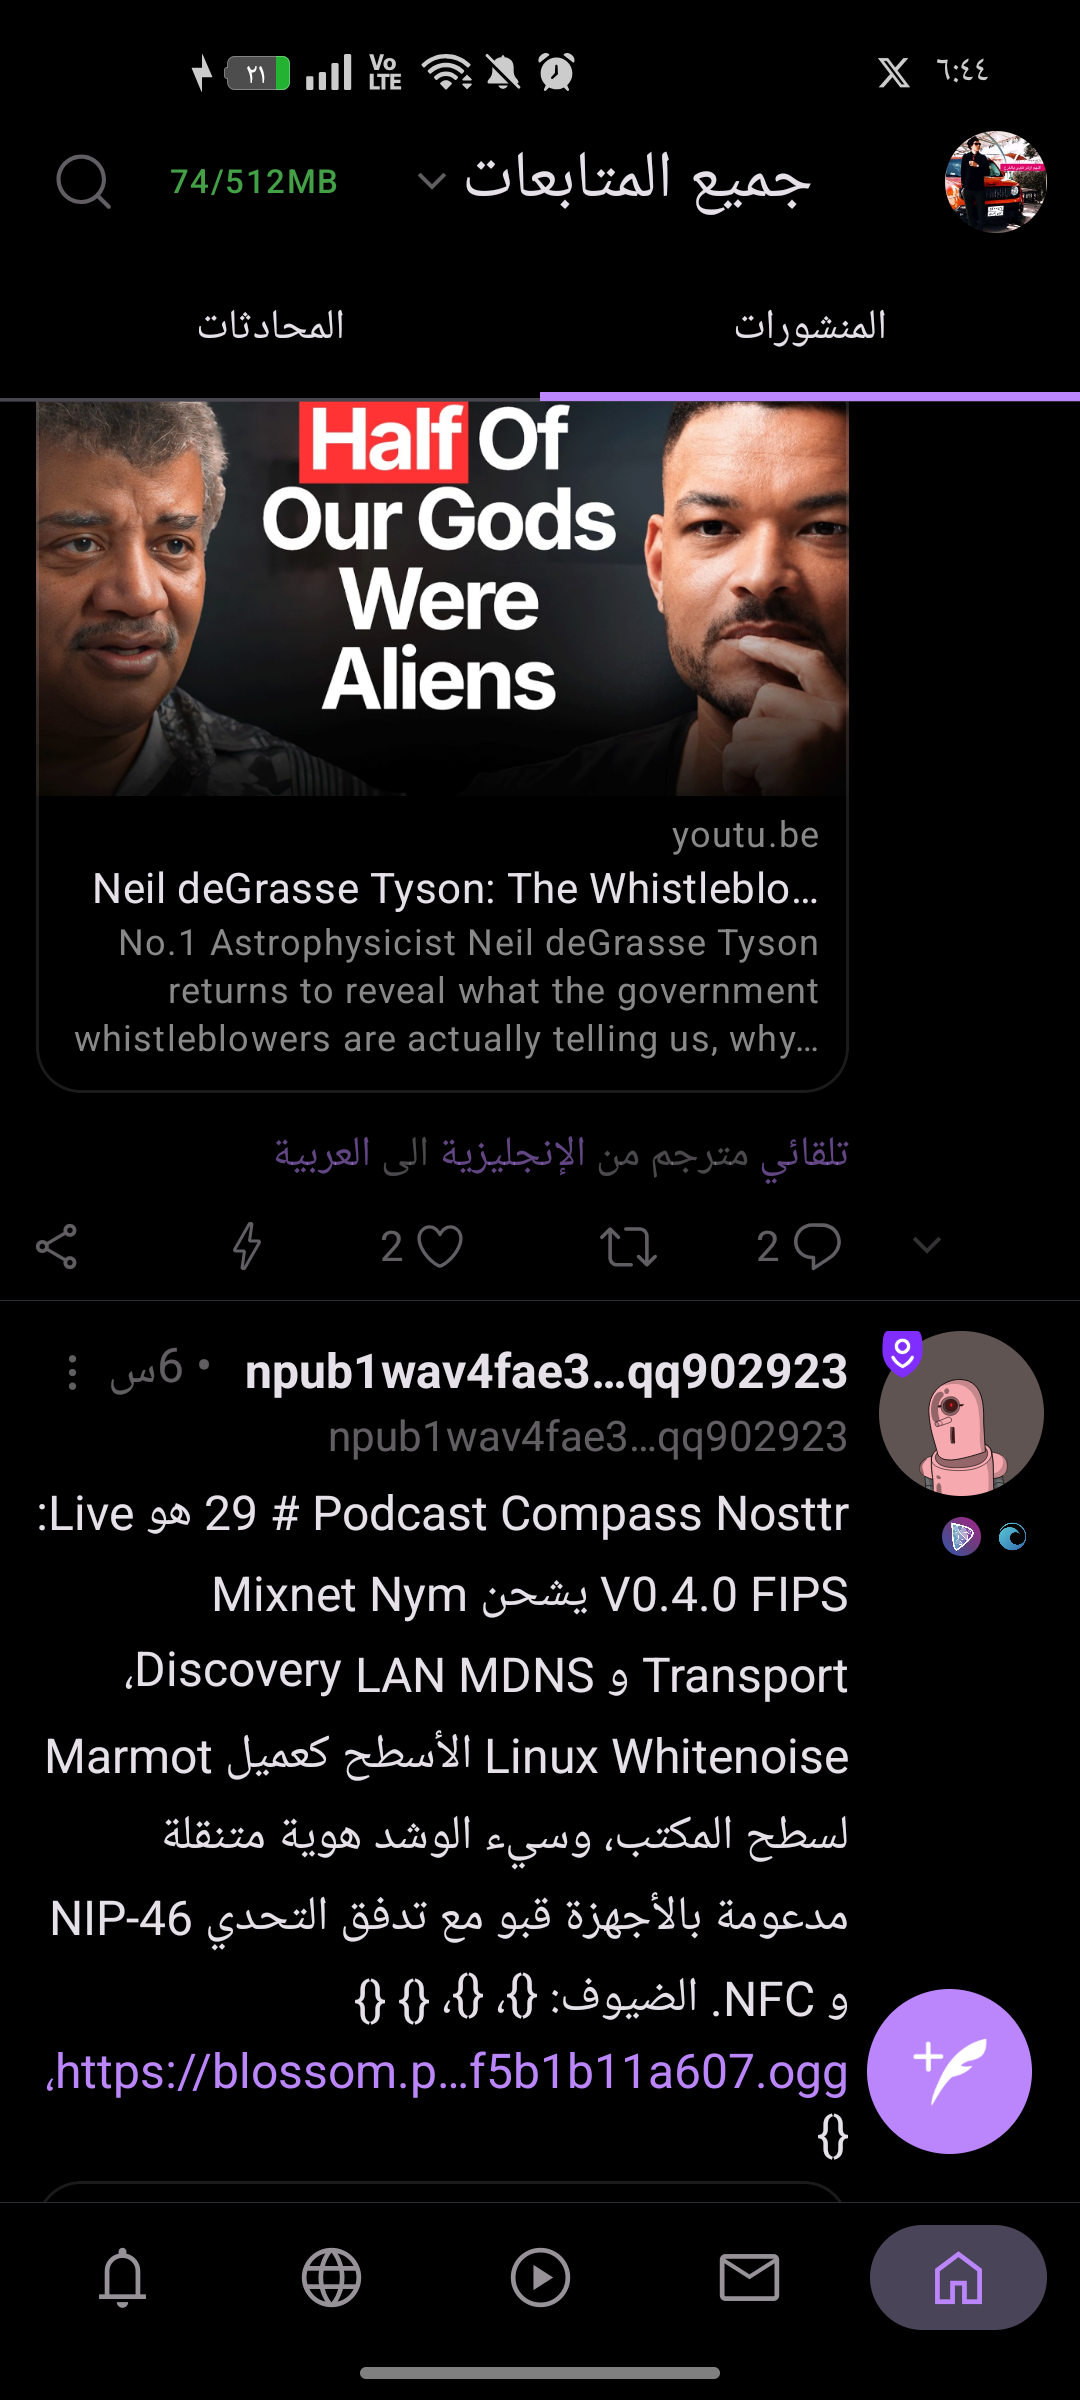 ٢١
Vo
LTE
٦:٤٤
جميع المتابعات
74/512MB
المنشورات
المحادثات
Half Of
Our Gods
Were
Aliens
youtu.be
Neil deGrasse Tyson: The Whistleblo...
No.1 Astrophysicist Neil deGrasse Tyson
returns to reveal what the government
whistleblowers are actually telling us, why...
تلقائي مترجم من الإنجليزية الى العربية
2
2
npub1wav4fae3...qq902923 • 6س
npub1wav4fae3...qq902923
Podcast Compass Nosttr # 29 هو Live:
V0.4.0 FIPS يشحن Mixnet Nym
Transport و Discovery LAN MDNS،
Linux Whitenoise الأسطح كعميل Marmot
لسطح المكتب، وسيء الوشد هوية متنقلة
مدعومة بالأجهزة قبو مع تدفق التحدي NIP-46
و NFC. الضيوف: {}، {}، {} {}
https://blossom.p...f5b1b11a607.ogg،
{}